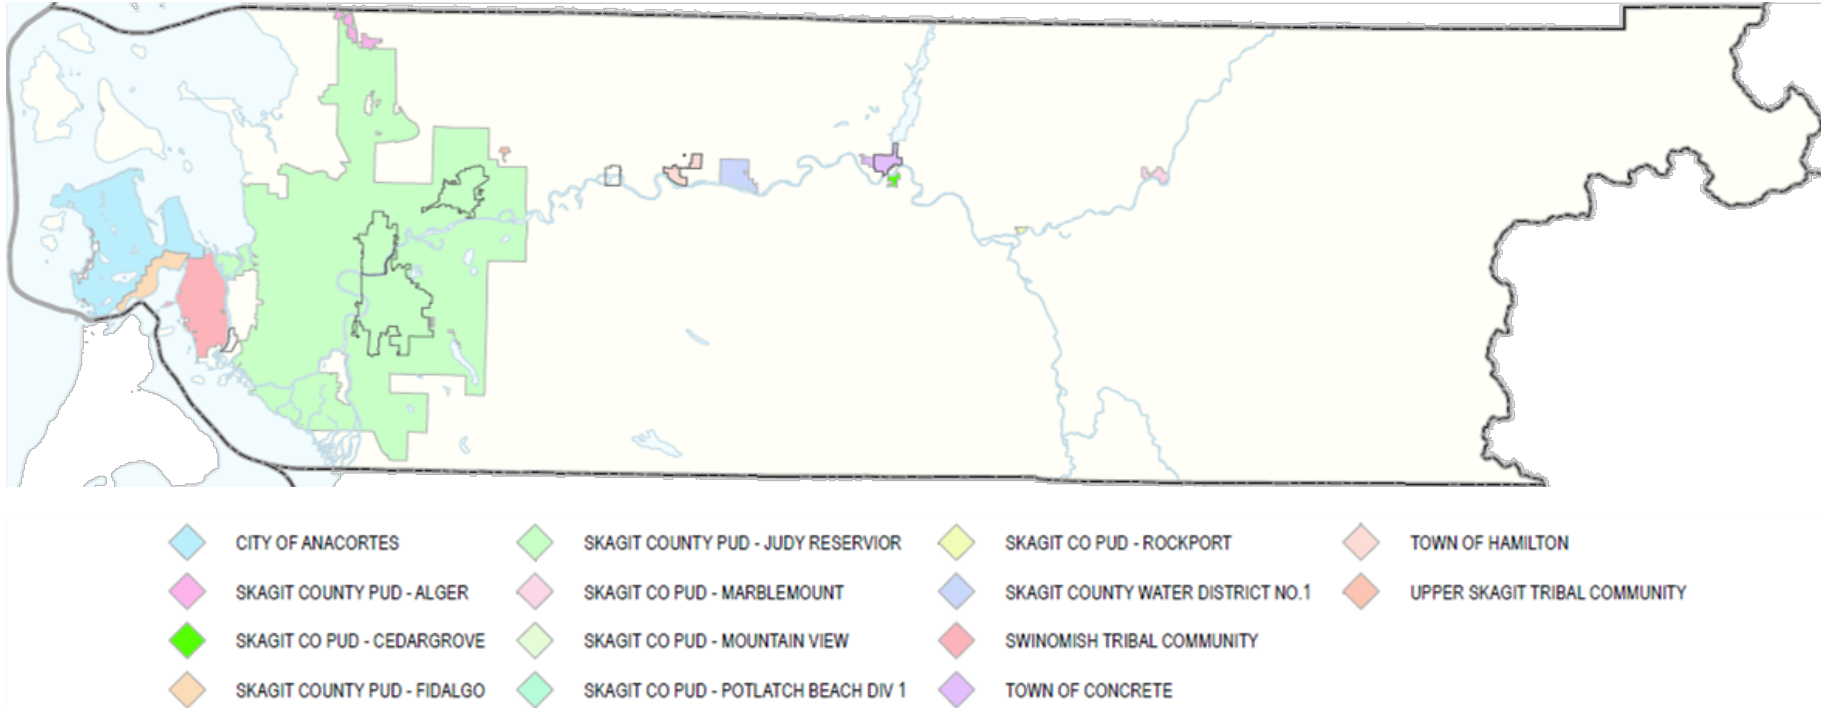 CITY OF ANACORTES
SKAGIT COUNTY PUD - JUDY RESERVIOR
SKAGIT CO PUD - ROCKPORT
TOWN OF HAMILTON
SKAGIT COUNTY PUD - ALGER
SKAGIT CO PUD - MARBLEMOUNT
SKAGIT COUNTY WATER DISTRICT NO.1
UPPER SKAGIT TRIBAL COMMUNITY
SKAGIT CO PUD - CEDARGROVE
SKAGIT CO PUD - MOUNTAIN VIEW
SWINOMISH TRIBAL COMMUNITY
SKAGIT COUNTY PUD - FIDALGO
SKAGIT CO PUD - POTLATCH BEACH DIV 1
TOWN OF CONCRETE